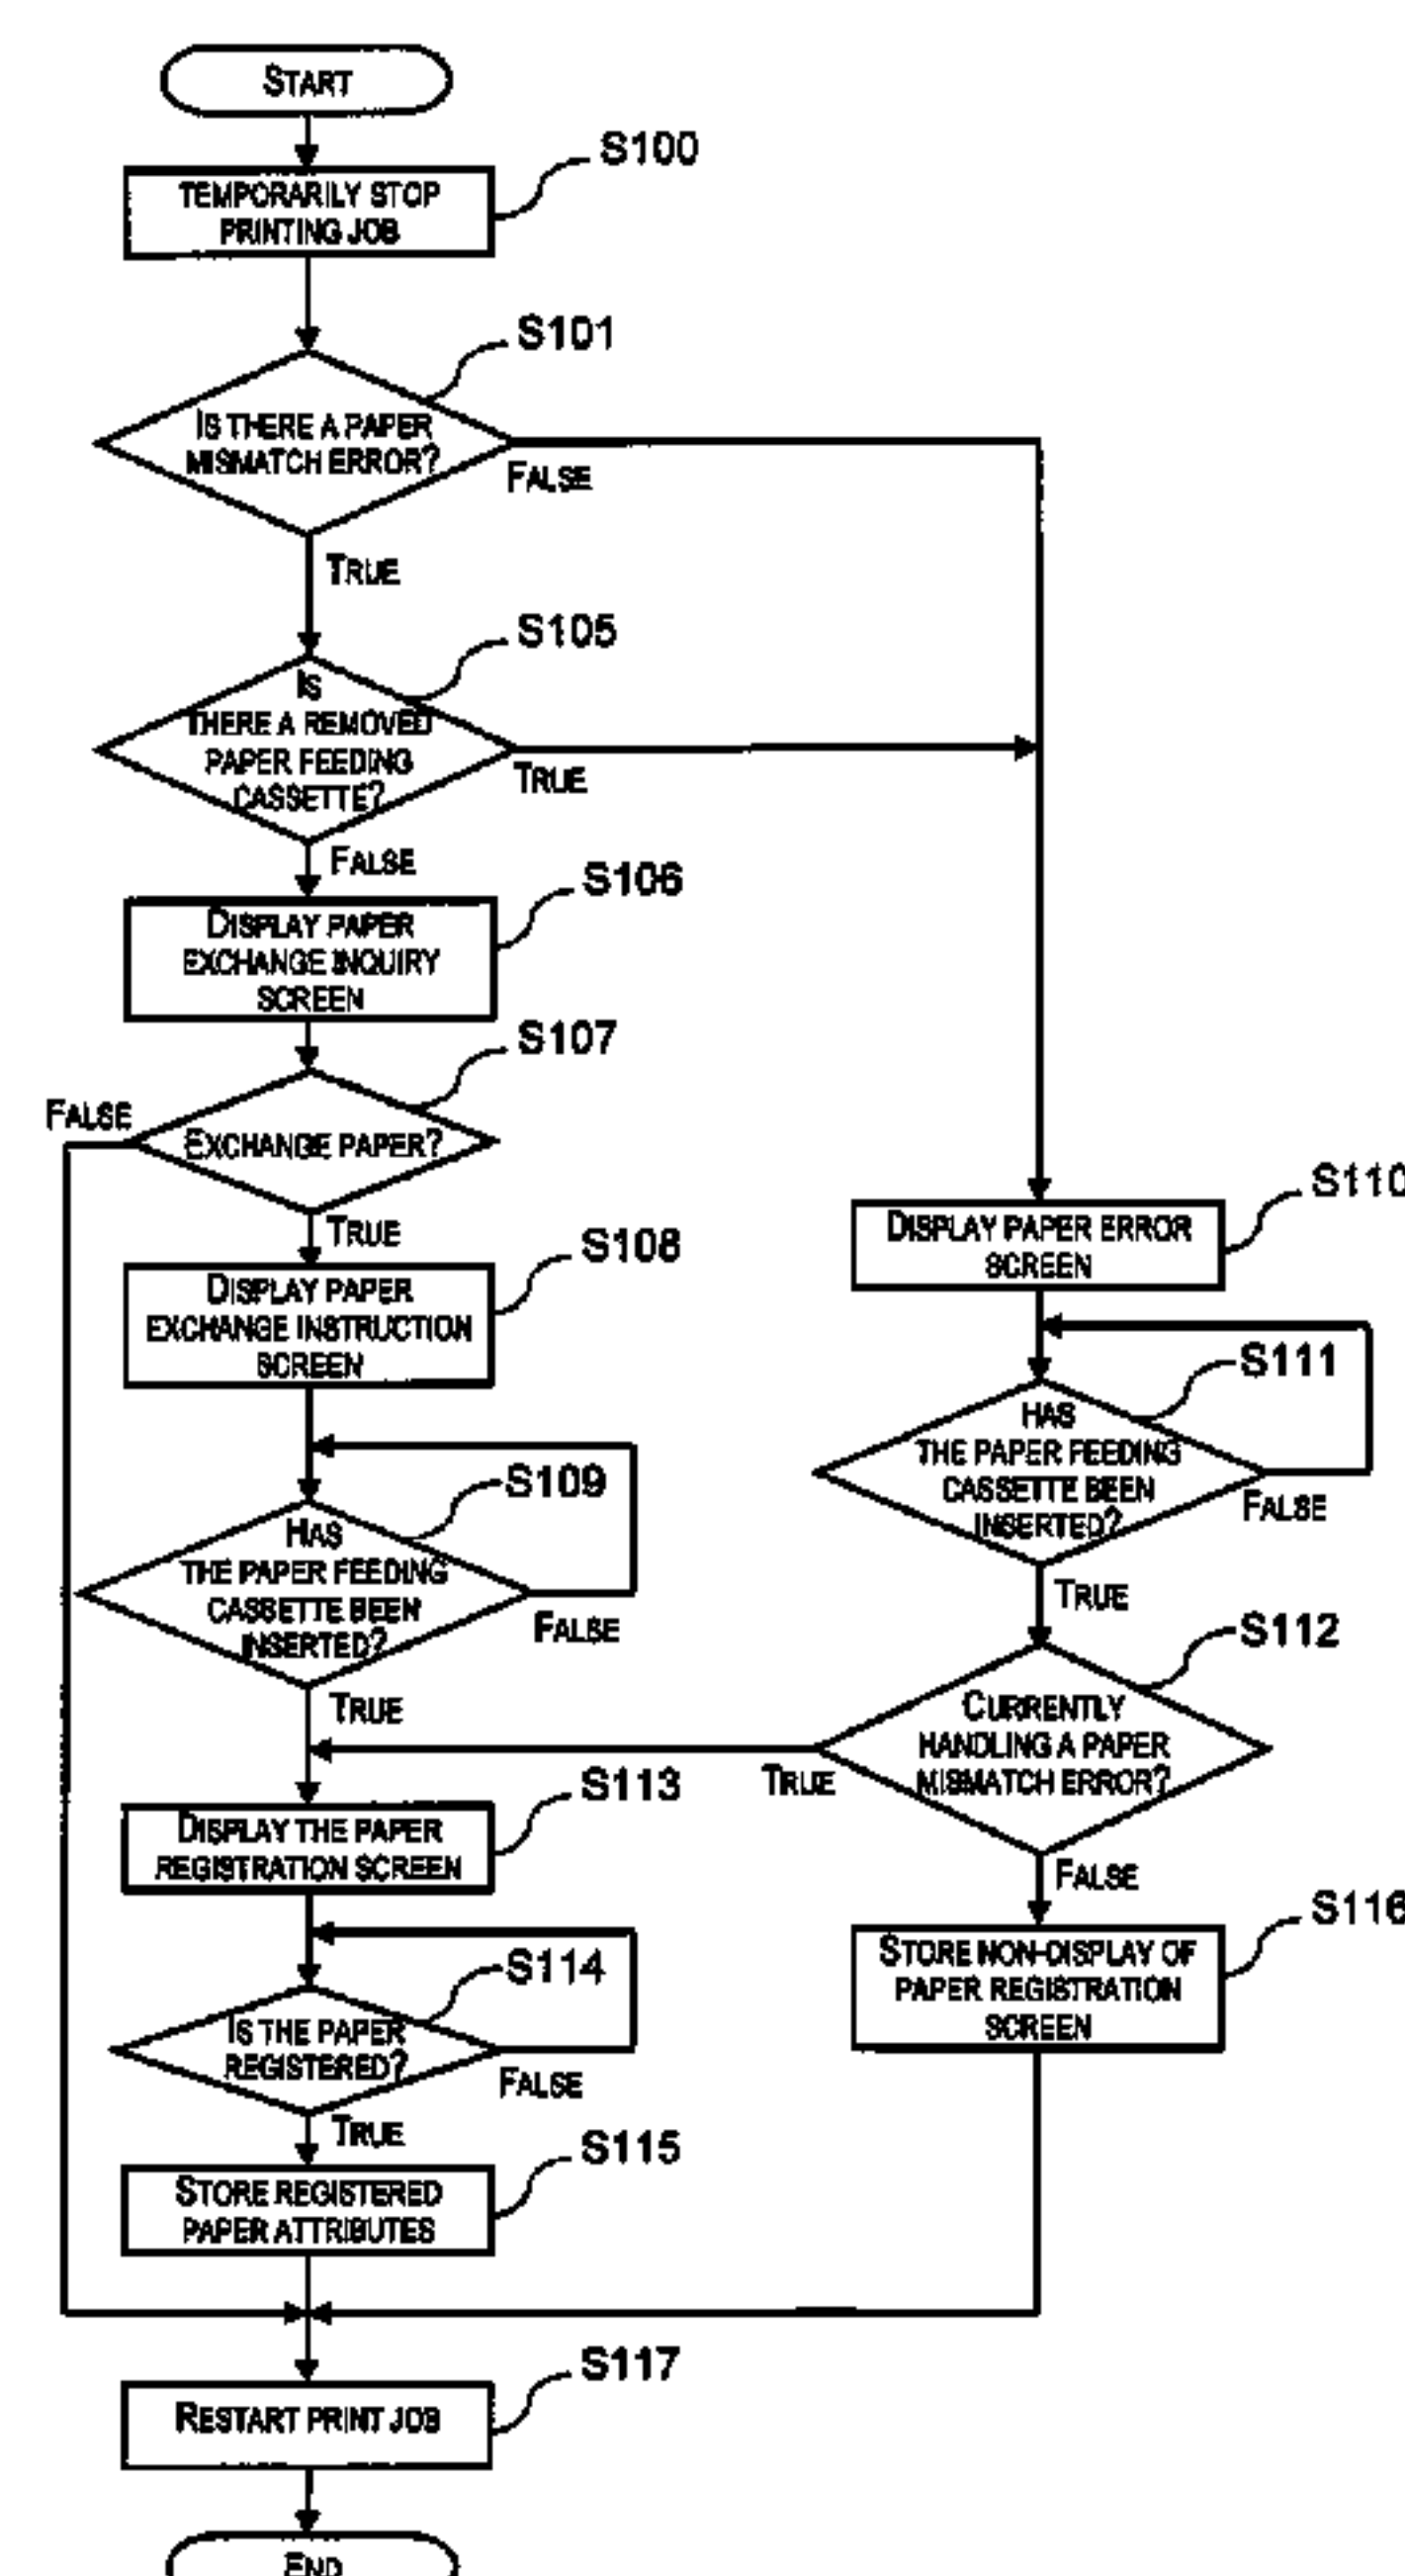 START
S100
TEMPORARILY STOP
PRINTING JOB
S101
IS THERE A PAPER
MISMATCH ERROR?
FALSE
TRUE
S105
IS
THERE A REMOVED
PAPER FEEDING
CASSETTE?
TRUE
FALSE
S106
DISPLAY PAPER
EXCHANGE INQUIRY
SCREEN
S107
FALSE
EXCHANGE PAPER?
TRUE
S108
DISPLAY PAPER
EXCHANGE INSTRUCTION
SCREEN
S109
HAS
THE PAPER FEEDING
CASSETTE BEEN
INSERTED?
FALSE
TRUE
S110
DISPLAY PAPER ERROR
SCREEN
S111
HAS
THE PAPER FEEDING
CASSETTE BEEN
INSERTED?
FALSE
TRUE
S112
CURRENTLY
HANDLING A PAPER
MISMATCH ERROR?
TRUE
FALSE
S113
DISPLAY THE PAPER
REGISTRATION SCREEN
S114
IS THE PAPER
REGISTERED?
FALSE
TRUE
S115
STORE REGISTERED
PAPER ATTRIBUTES
S116
STORE NON-DISPLAY OF
PAPER REGISTRATION
SCREEN
S117
RESTART PRINT JOB
END